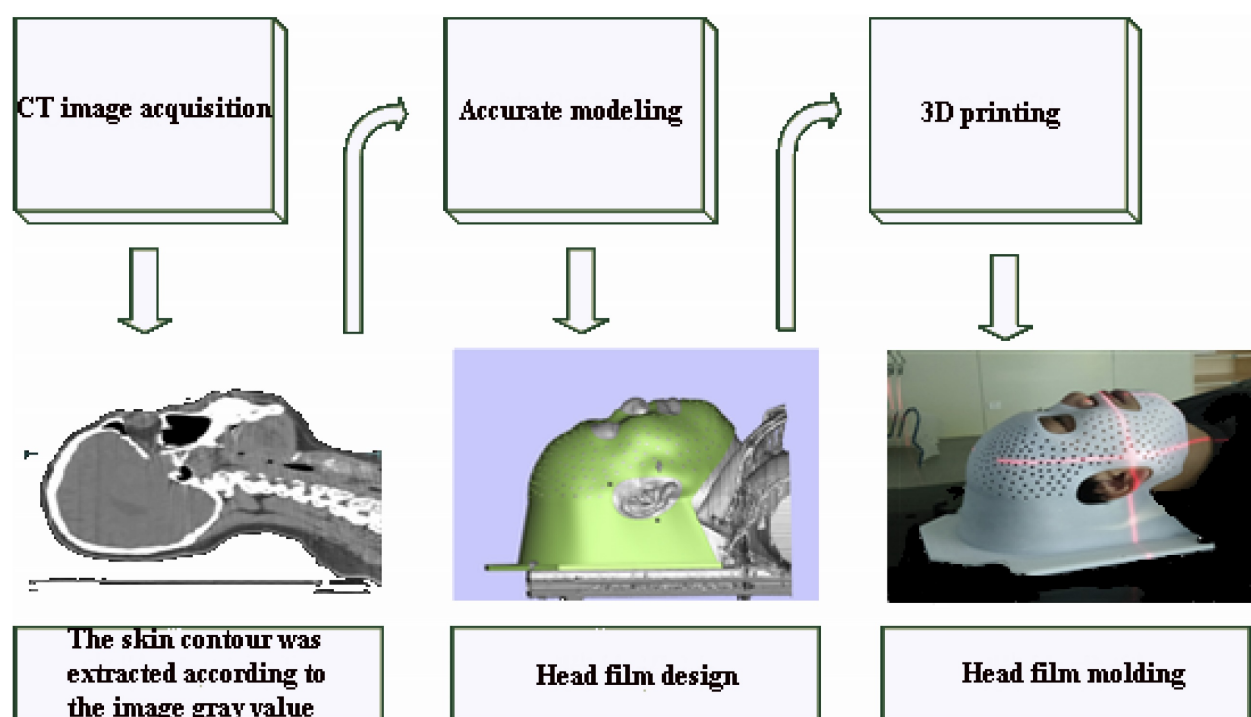 CT image acquisition
Accurate modeling
3D printing
The skin contour was
extracted according to
the image gray value
Head film design
Head film molding